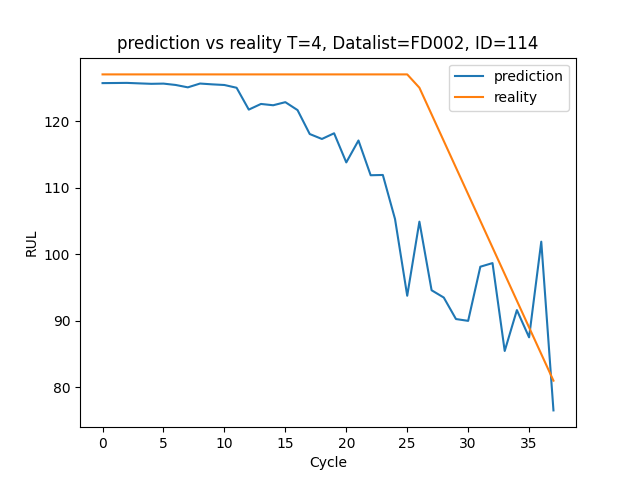 prediction vs reality T=4, Datalist=FD002, ID=114
prediction
reality
120
110
100
90
80
RUL
0 5 10 15 20 25 30 35
Cycle